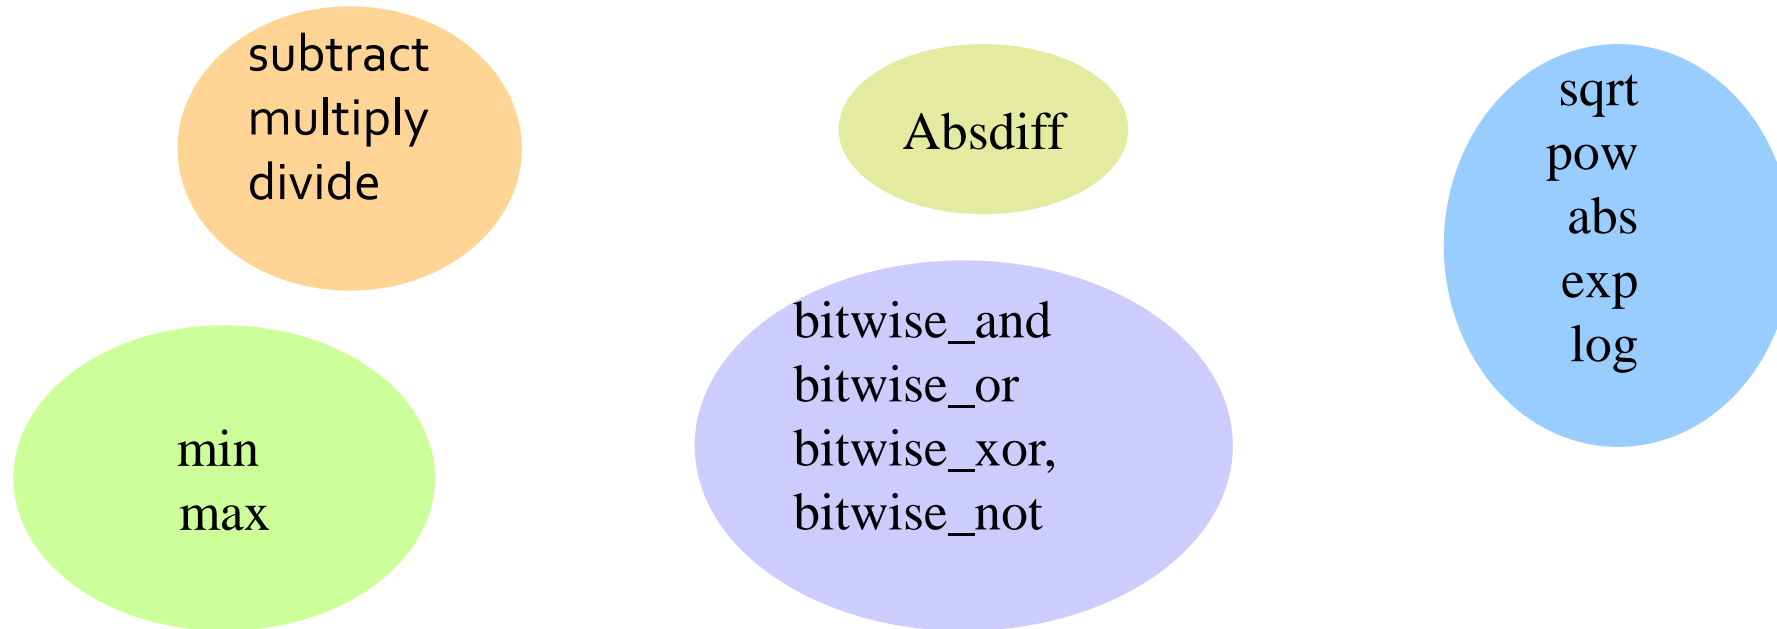 subtract
multiply
divide
Absdiff
sqrt
pow
abs
exp
log
min
max
bitwise_and
bitwise_or
bitwise_xor,
bitwise_not